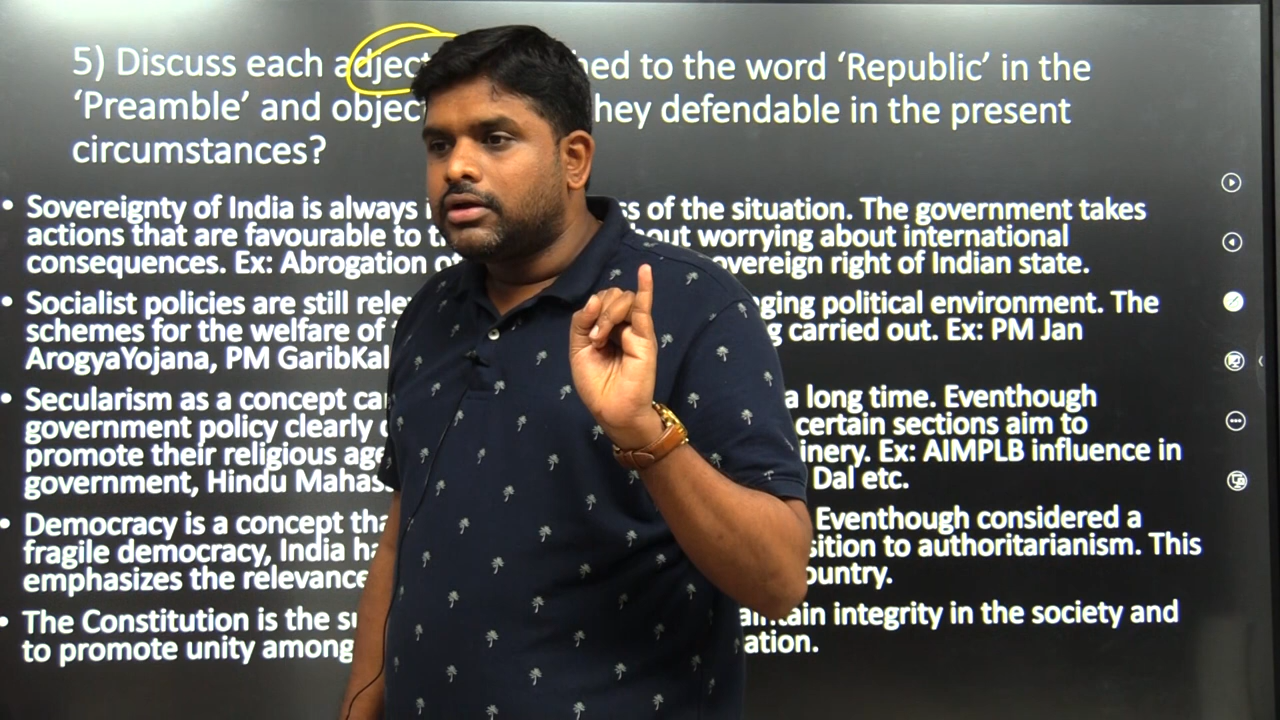 5) Discuss each adject hed to the word ‘Republic’ in the
‘Preamble’ and objec hey defendable in the present
circumstances?
• Sovereignty of India is always ss of the situation. The government takes
actions that are favourable to out worrying about international
consequences. Ex: Abrogation of overeign right of Indian state.
• Socialist policies are still rele ging political environment. The
schemes for the welfare of g carried out. Ex: PM Jan
ArogyaYojana, PM GaribKal
• Secularism as a concept ca a long time. Eventhough
government policy clearly certain sections aim to
promote their religious age inery. Ex: AIMPLB influence in
government, Hindu Mahas Dal etc.
• Democracy is a concept tha Eventhough considered a
fragile democracy, India ha sition to authoritarianism. This
emphasizes the relevance ountry.
• The Constitution is the su aintain integrity in the society and
to promote unity among ation.